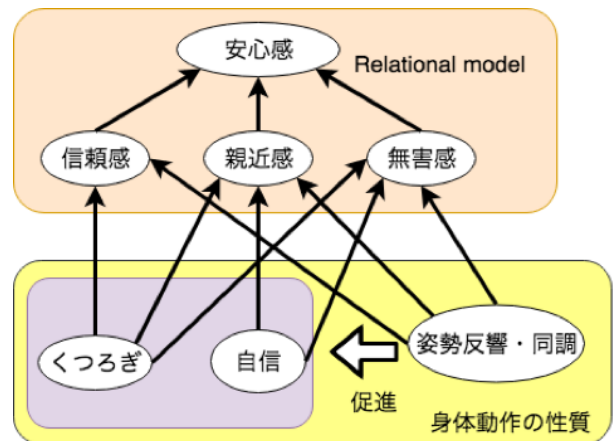 安心感
Relational model
信頼感
親近感
無害感
くつろぎ
自信
姿勢反響・同調
促進
身体動作の性質